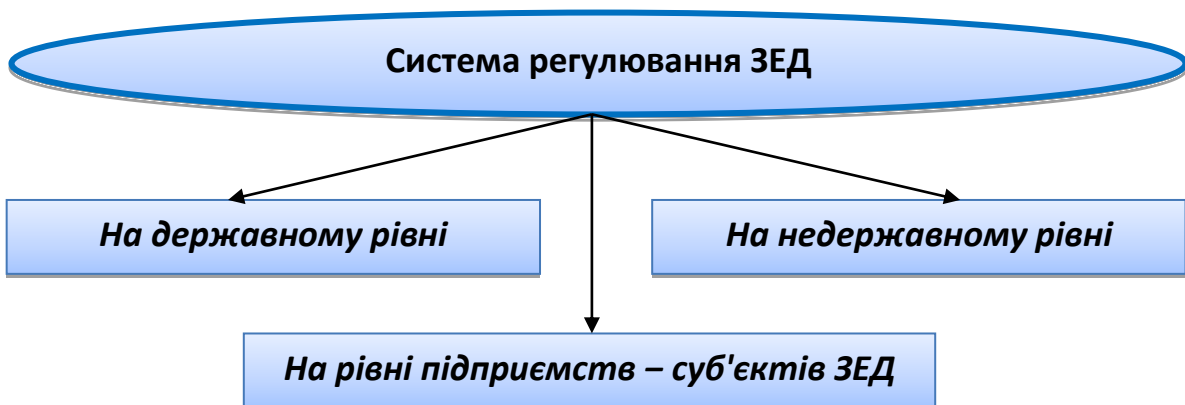 Система регулювання ЗЕД
На державному рівні
На недержавному рівні
На рівні підприємств – суб'єктів ЗЕД